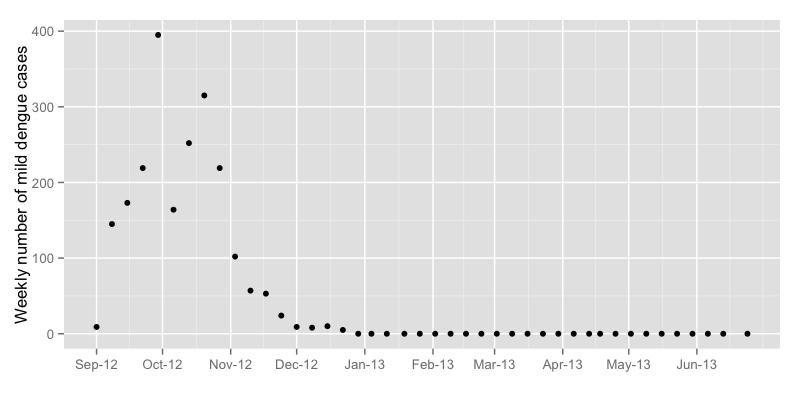 Weekly number of mild dengue cases
400
300
200
100
0
Sep-12 Oct-12 Nov-12 Dec-12 Jan-13 Feb-13 Mar-13 Apr-13 May-13 Jun-13